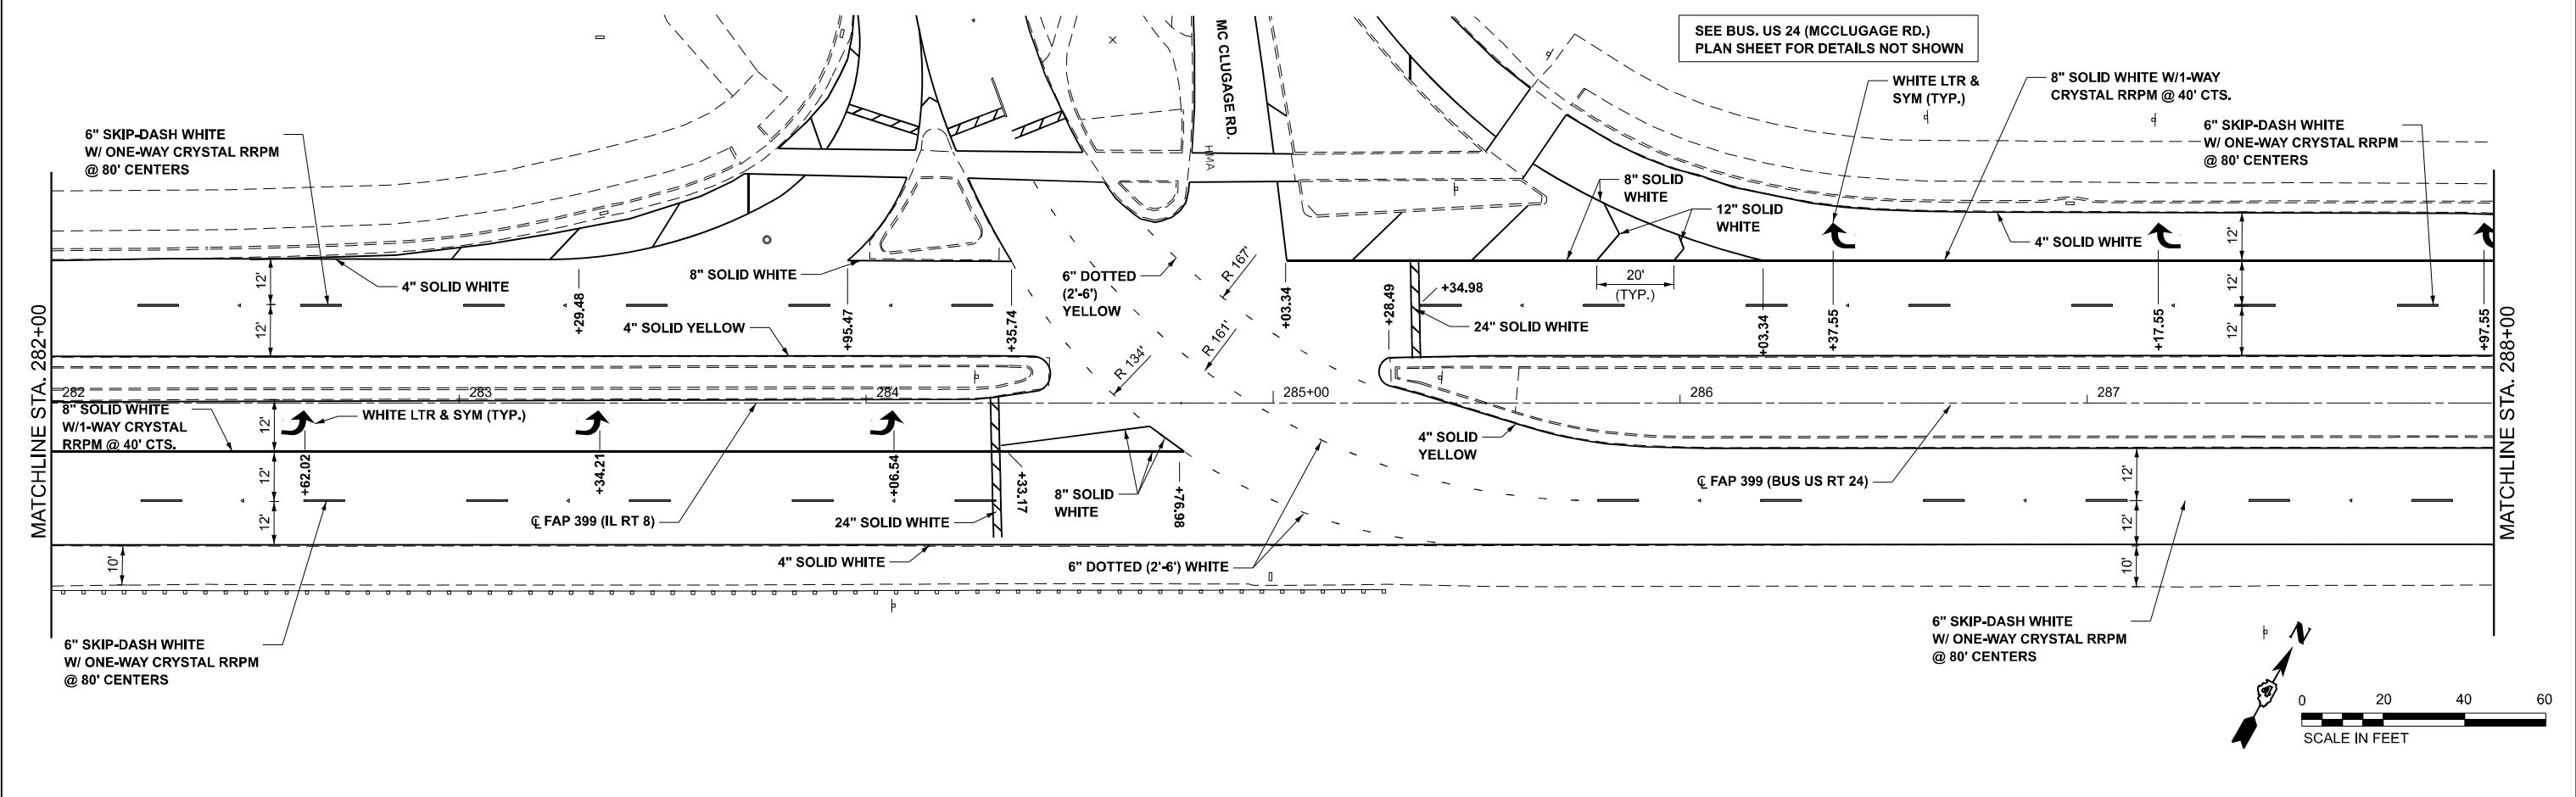 SEE BUS. US 24 (MCCLUGAGE RD.)
PLAN SHEET FOR DETAILS NOT SHOWN
MC CLUGAGE RD.
HMA
WHITE LTR &
SYM (TYP.)
8" SOLID WHITE W/1-WAY
CRYSTAL RRPM @ 40' CTS.
6" SKIP-DASH WHITE
W/ ONE-WAY CRYSTAL RRPM
@ 80' CENTERS
6" SKIP-DASH WHITE
W/ ONE-WAY CRYSTAL RRPM
@ 80' CENTERS
8" SOLID
WHITE
12" SOLID
WHITE
4" SOLID WHITE
12'
12'
12'
4" SOLID WHITE
8" SOLID WHITE
6" DOTTED
(2'-6')
YELLOW
R 167'
R 161'
R 134'
20'
(TYP.)
12'
12'
+29.48
+95.47
+35.74
+03.34
+28.49
+34.98
+03.34
+37.55
+17.55
+97.55
4" SOLID YELLOW
24" SOLID WHITE
MATCHLINE STA. 282+00
MATCHLINE STA. 288+00
282
283
284
285+00
286
287
8" SOLID WHITE
W/1-WAY CRYSTAL
RRPM @ 40' CTS.
12'
WHITE LTR & SYM (TYP.)
4" SOLID
YELLOW
+62.02
+34.21
+06.54
+33.17
+76.98
8" SOLID
WHITE
℄ FAP 399 (BUS US RT 24)
℄ FAP 399 (IL RT 8)
24" SOLID WHITE
12'
12'
12'
12'
4" SOLID WHITE
6" DOTTED (2'-6') WHITE
10'
10'
6" SKIP-DASH WHITE
W/ ONE-WAY CRYSTAL RRPM
@ 80' CENTERS
6" SKIP-DASH WHITE
W/ ONE-WAY CRYSTAL RRPM
@ 80' CENTERS
N
4
0 20 40 60
SCALE IN FEET